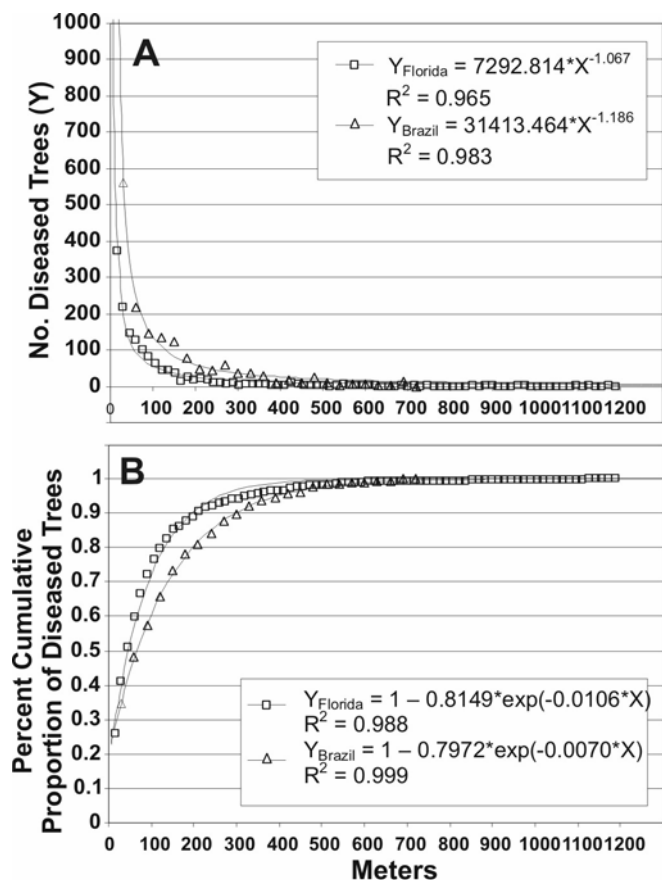 A
No. Diseased Trees (Y)
1000
900
800
700
600
500
400
300
200
100
0
Y_Florida = 7292.814*X^-1.067
R² = 0.965
Y_Brazil = 31413.464*X^-1.186
R² = 0.983
0 100 200 300 400 500 600 700 800 900 1000 1100 1200
B
Percent Cumulative
Proportion of Diseased Trees
1
0.9
0.8
0.7
0.6
0.5
0.4
0.3
0.2
0.1
0
Y_Florida = 1 – 0.8149*exp(-0.0106*X)
R² = 0.988
Y_Brazil = 1 – 0.7972*exp(-0.0070*X)
R² = 0.999
0 100 200 300 400 500 600 700 800 900 1000 1100 1200
Meters